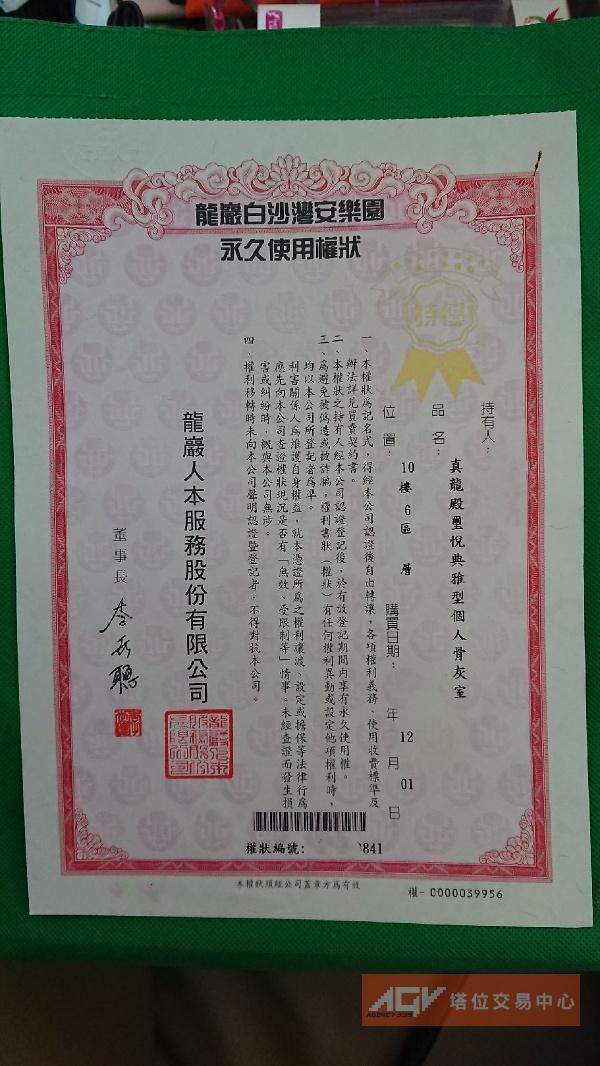 龍巖白沙灣安樂園
永久使用權狀
特優
持有人：
品名：真龍殿璽悅典雅型個人骨灰室
位置：10樓6區 層
購買日期： 年12月01日
一、本權狀為記名式，得經本公司認證後自由轉讓，各項權利義務、使用收費標準及
辦法詳見買賣契約書。
二、本權狀之持有人經本公司認證登記後，於有效登記期間內享有永久使用權。
三、為避免被偽造或被詐騙，權利書狀（權狀）有任何權利異動或設定他項權利時，
均以本公司所登記者為準。
利害關係人為維護自身權益，就本憑證所為之權利讓渡、設定或擔保等法律行為
應先向本公司查證權狀現況是否有「無效、受限制等」情事。未經查證而發生損
害或糾紛時，概與本公司無涉。
四、權利移轉時未向本公司聲明認證暨登記者，不得對抗本公司。
龍巖人本服務股份有限公司
董事長 李世聰
權狀編號： 3841
本權狀須經公司蓋章方為有效
權-0000039956
AGV 塔位交易中心
AGENCY335